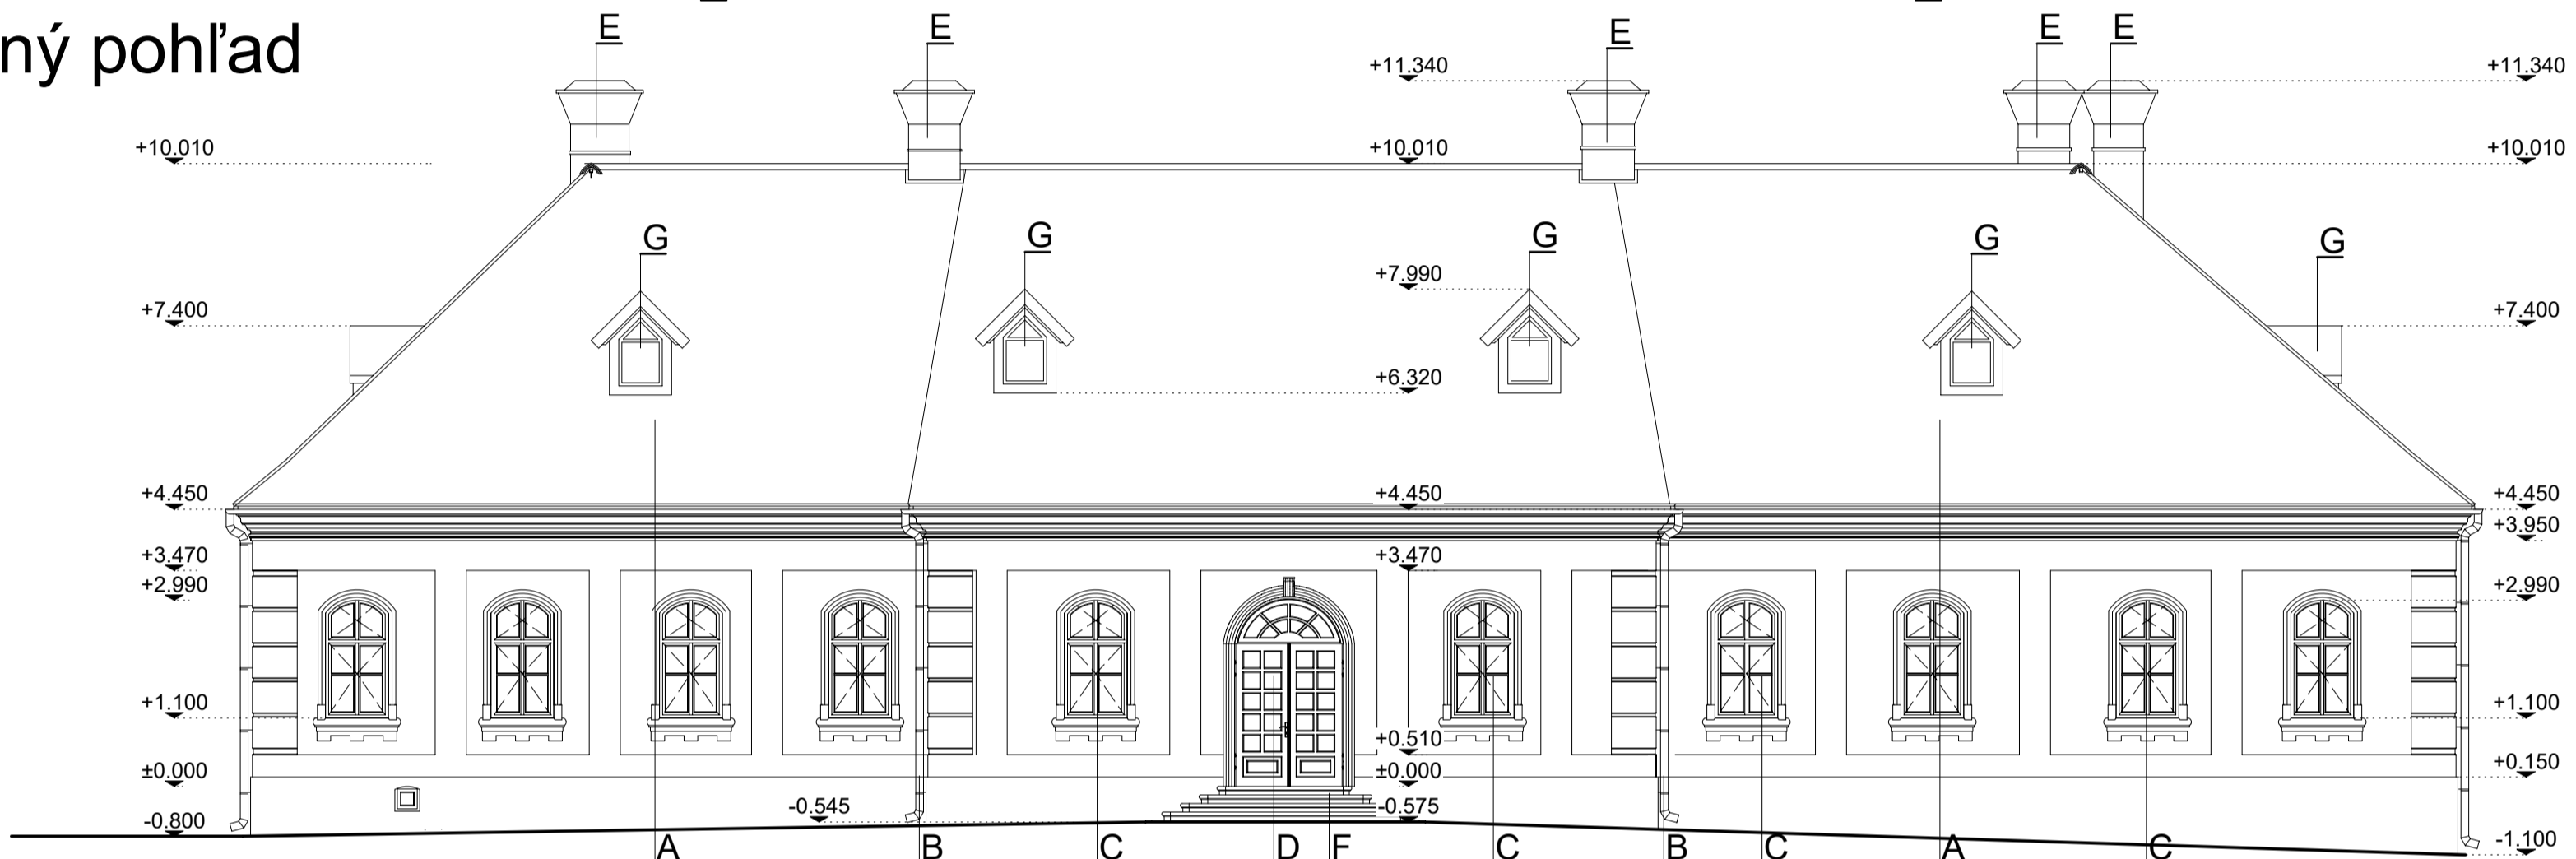 ný pohľad
E E E E E
+11.340 +11.340
+10.010 +10.010 +10.010
G G G G G
+7.990
+7.400 +7.400
+6.320
+4.450 +4.450 +4.450
+3.950
+3.470 +3.470
+2.990 +2.990
+1.100 +1.100
+0.510
±0.000 ±0.000 +0.150
-0.545 -0.575
-0.800
-1.100
A B C D F C B C A C